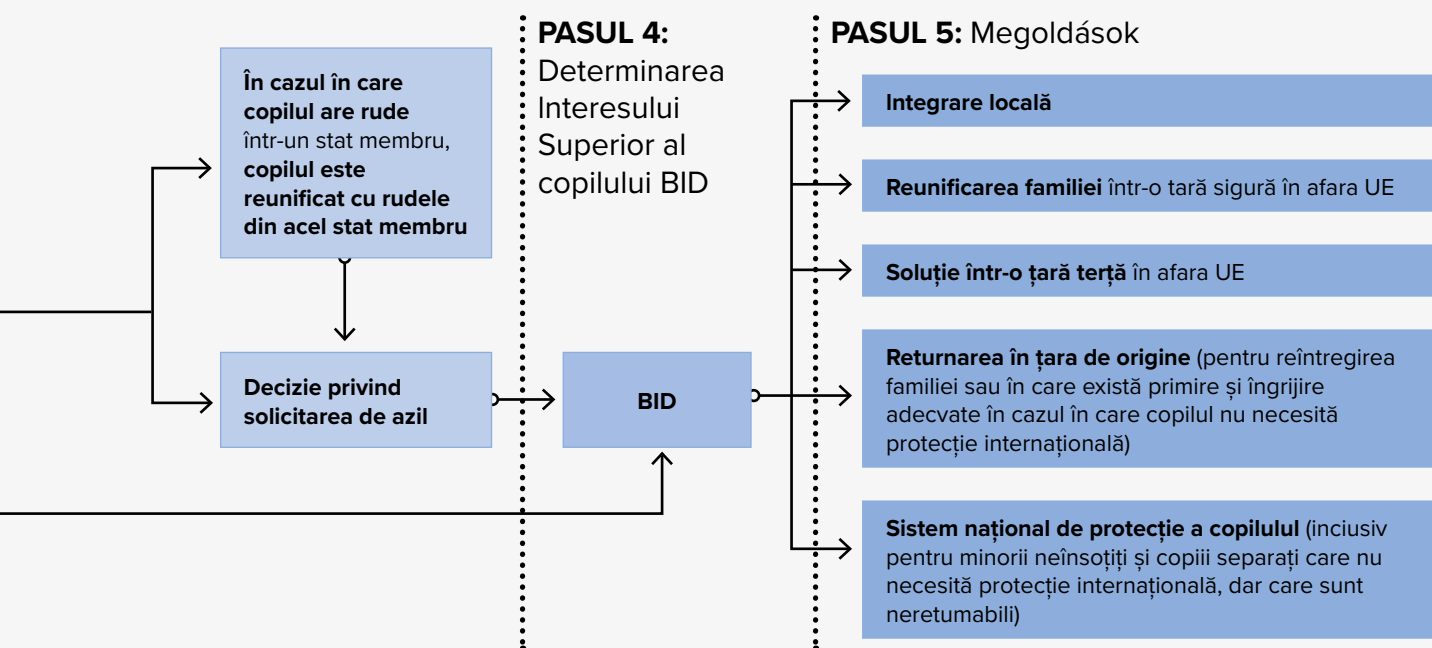 În cazul în care
copilul are rude
într-un stat membru,
copilul este
reunificat cu rudele
din acel stat membru
Decizie privind
solicitarea de azil
PASUL 4:
Determinarea
Interesului
Superior al
copilului BID
BID
PASUL 5: Megoldások
Integrare locală
Reunificarea familiei într-o tară sigură în afara UE
Soluție într-o țară terță în afara UE
Returnarea în țara de origine (pentru reîntregirea
familiei sau în care există primire și îngrijire
adecvate în cazul în care copilul nu necesită
protecție internațională)
Sistem național de protecție a copilulul (inciusiv
pentru minorii neînsoțiți și copiii separați care nu
necesită protecție internațională, dar care sunt
neretumabili)